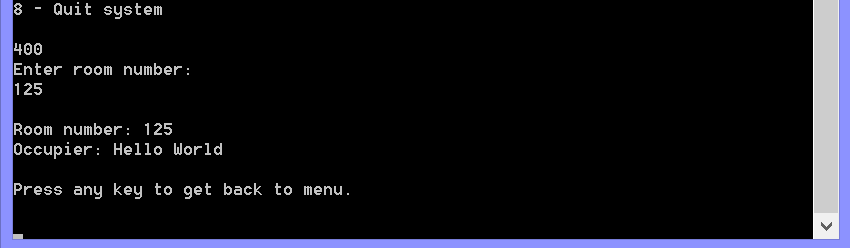 8 - Quit system
400
Enter room number:
125
Room number: 125
Occupier: Hello World
Press any key to get back to menu.